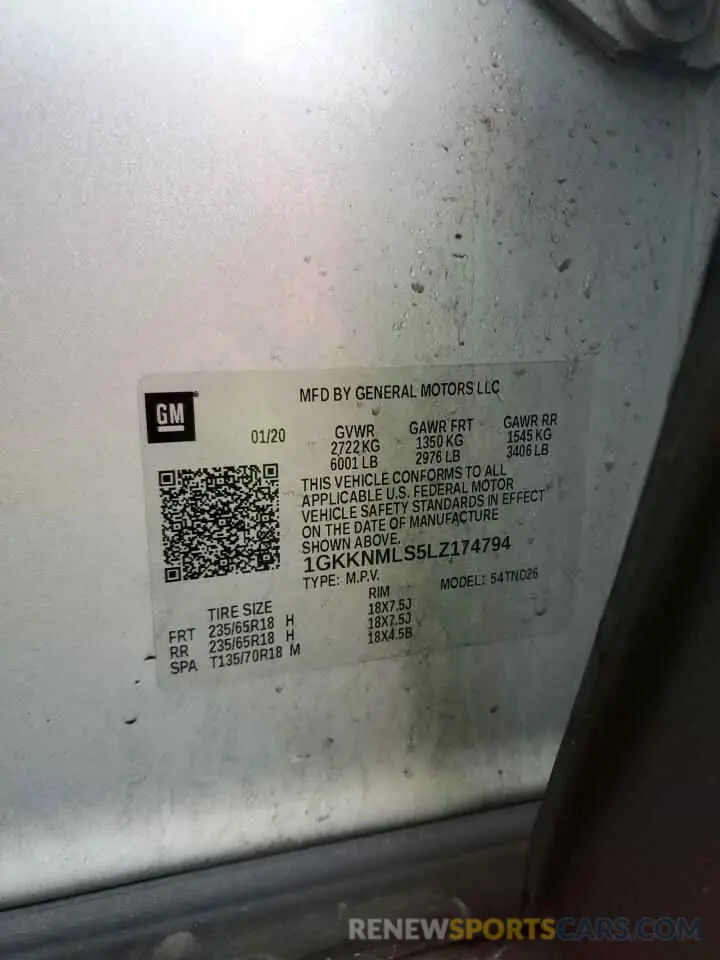 MFD BY GENERAL MOTORS LLC
GM
01/20
GVWR GAWR FRT GAWR RR
2722 KG 1350 KG 1545 KG
6001 LB 2976 LB 3406 LB
THIS VEHICLE CONFORMS TO ALL
APPLICABLE U.S. FEDERAL MOTOR
VEHICLE SAFETY STANDARDS IN EFFECT
ON THE DATE OF MANUFACTURE
SHOWN ABOVE.
1GKKNMLS5LZ174794
TYPE: M.P.V. MODEL: 54TNO26
TIRE SIZE RIM
FRT 235/65R18 H 18X7.5J
RR 235/65R18 H 18X7.5J
SPA T135/70R18 M 18X4.5B
RENEWSPORTSCARS.COM